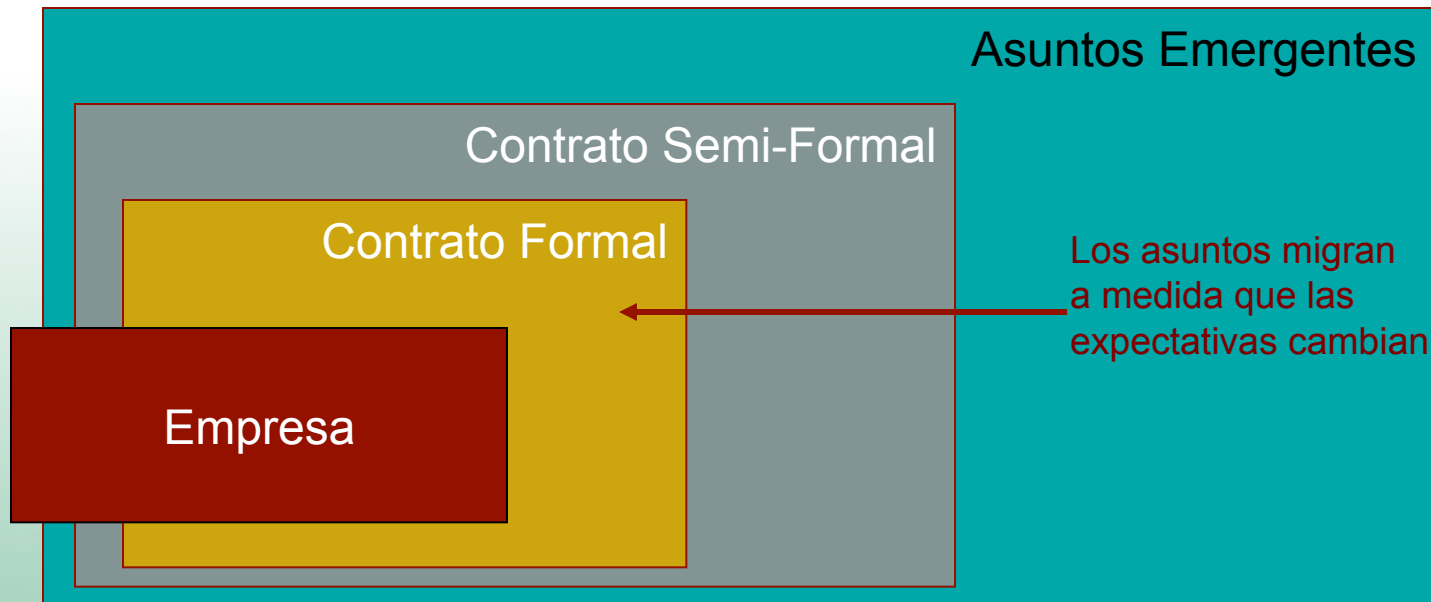 Asuntos Emergentes
Contrato Semi-Formal
Contrato Formal
Los asuntos migran
a medida que las
expectativas cambian
Empresa